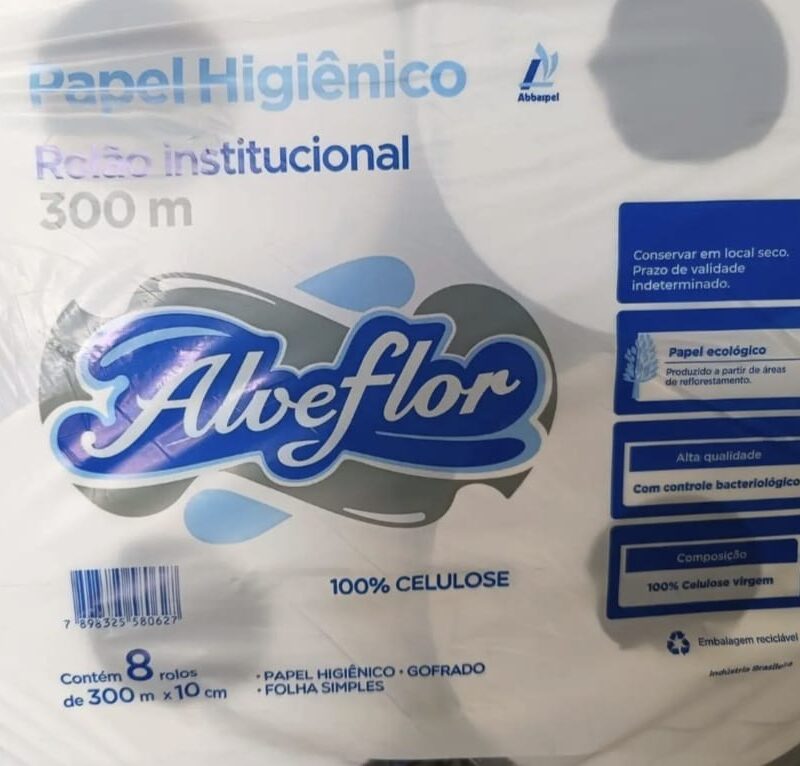 Papel Higiênico
Abbaspel
Rolão institucional
300 m
Conservar em local seco.
Prazo de validade
indeterminado.
Papel ecológico
Produzido a partir de áreas
de reflorestamento.
Alveflor
Alta qualidade
Com controle bacteriológico
Composição
100% Celulose virgem
100% CELULOSE
7 898325 580627
Embalagem reciclável
Indústria Brasileira
Contém 8 rolos
de 300 m x 10 cm
• PAPEL HIGIÊNICO • GOFRADO
• FOLHA SIMPLES